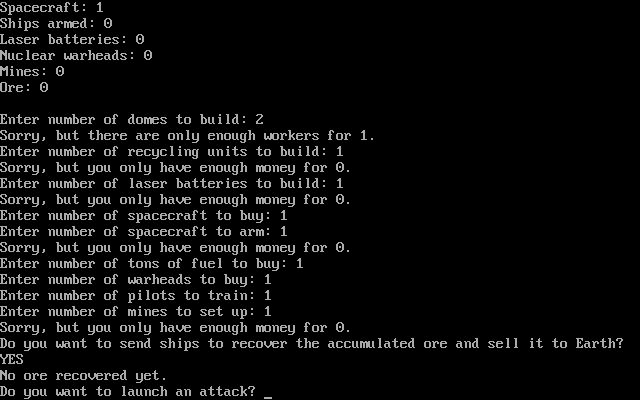 Spacecraft: 1
Ships armed: 0
Laser batteries: 0
Nuclear warheads: 0
Mines: 0
Ore: 0
Enter number of domes to build: 2
Sorry, but there are only enough workers for 1.
Enter number of recycling units to build: 1
Sorry, but you only have enough money for 0.
Enter number of laser batteries to build: 1
Sorry, but you only have enough money for 0.
Enter number of spacecraft to buy: 1
Enter number of spacecraft to arm: 1
Sorry, but you only have enough money for 0.
Enter number of tons of fuel to buy: 1
Enter number of warheads to buy: 1
Enter number of pilots to train: 1
Enter number of mines to set up: 1
Sorry, but you only have enough money for 0.
Do you want to send ships to recover the accumulated ore and sell it to Earth?
YES
No ore recovered yet.
Do you want to launch an attack? _